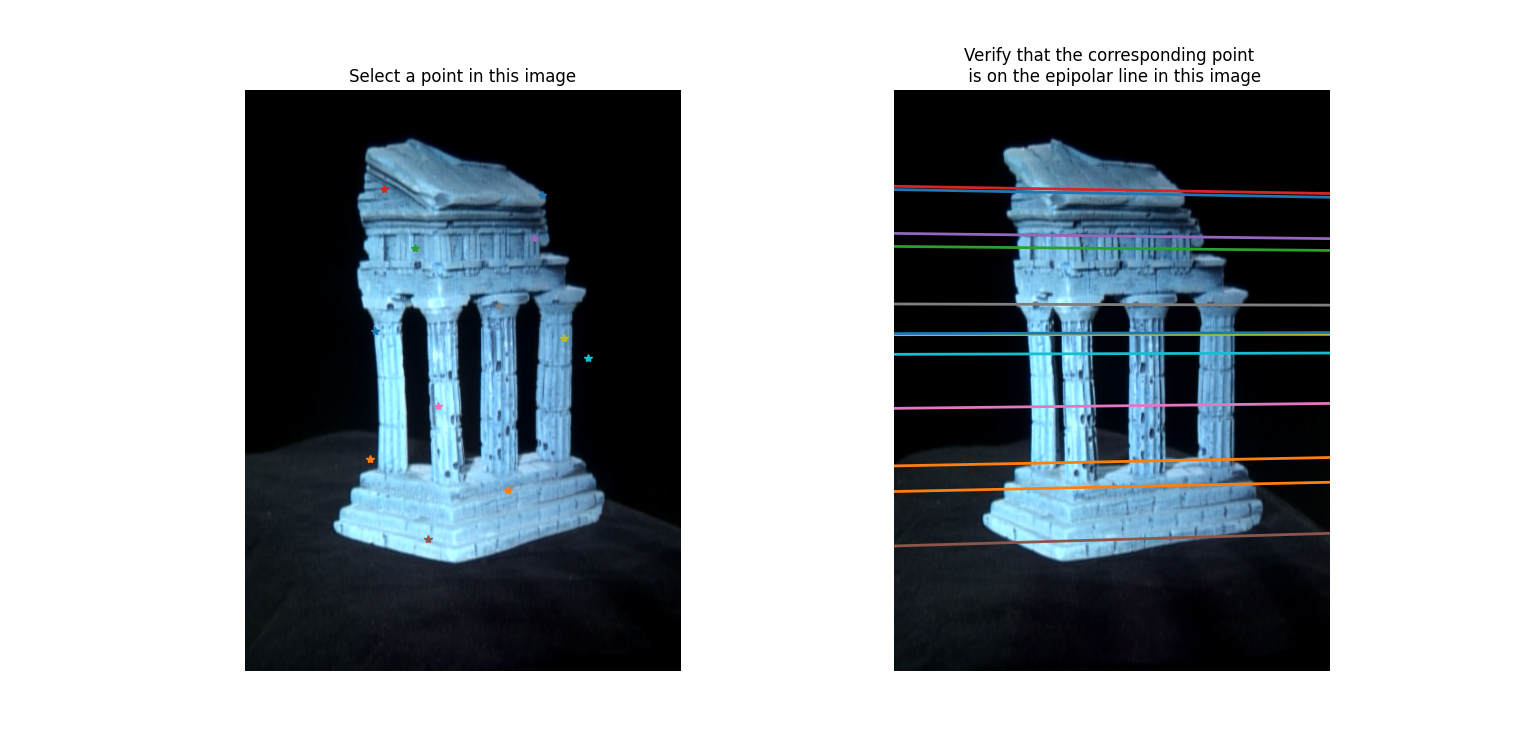 Select a point in this image
Verify that the corresponding point
is on the epipolar line in this image